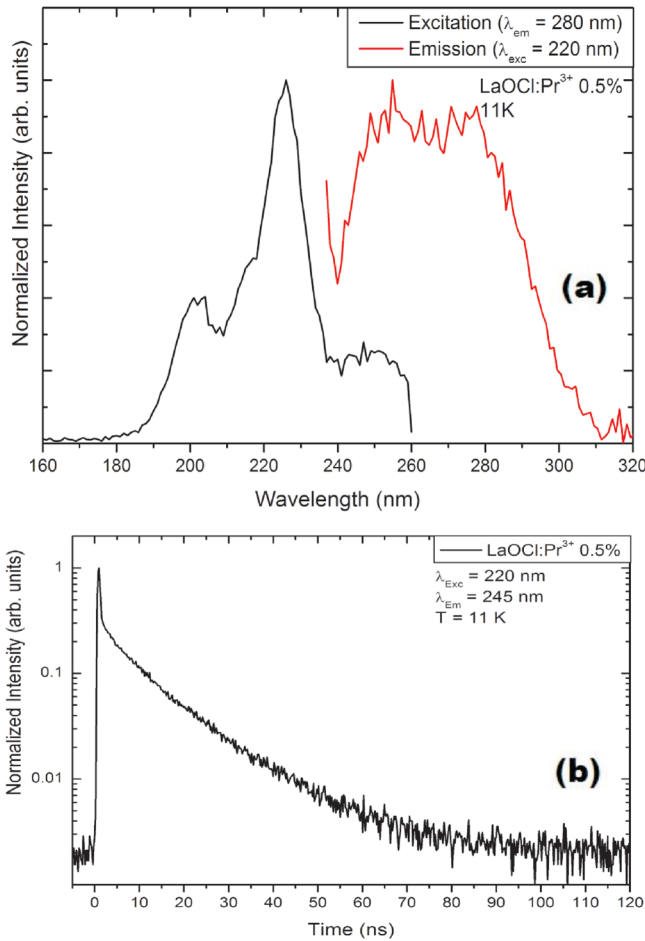 Excitation (λem = 280 nm)
Emission (λexc = 220 nm)
LaOCl:Pr³⁺ 0.5%
11K
(a)
Normalized Intensity (arb. units)
160 180 200 220 240 260 280 300 320
Wavelength (nm)
LaOCl:Pr³⁺ 0.5%
λExc = 220 nm
λEm = 245 nm
T = 11 K
(b)
Normalized Intensity (arb. units)
1
0.1
0.01
0 10 20 30 40 50 60 70 80 90 100 110 120
Time (ns)